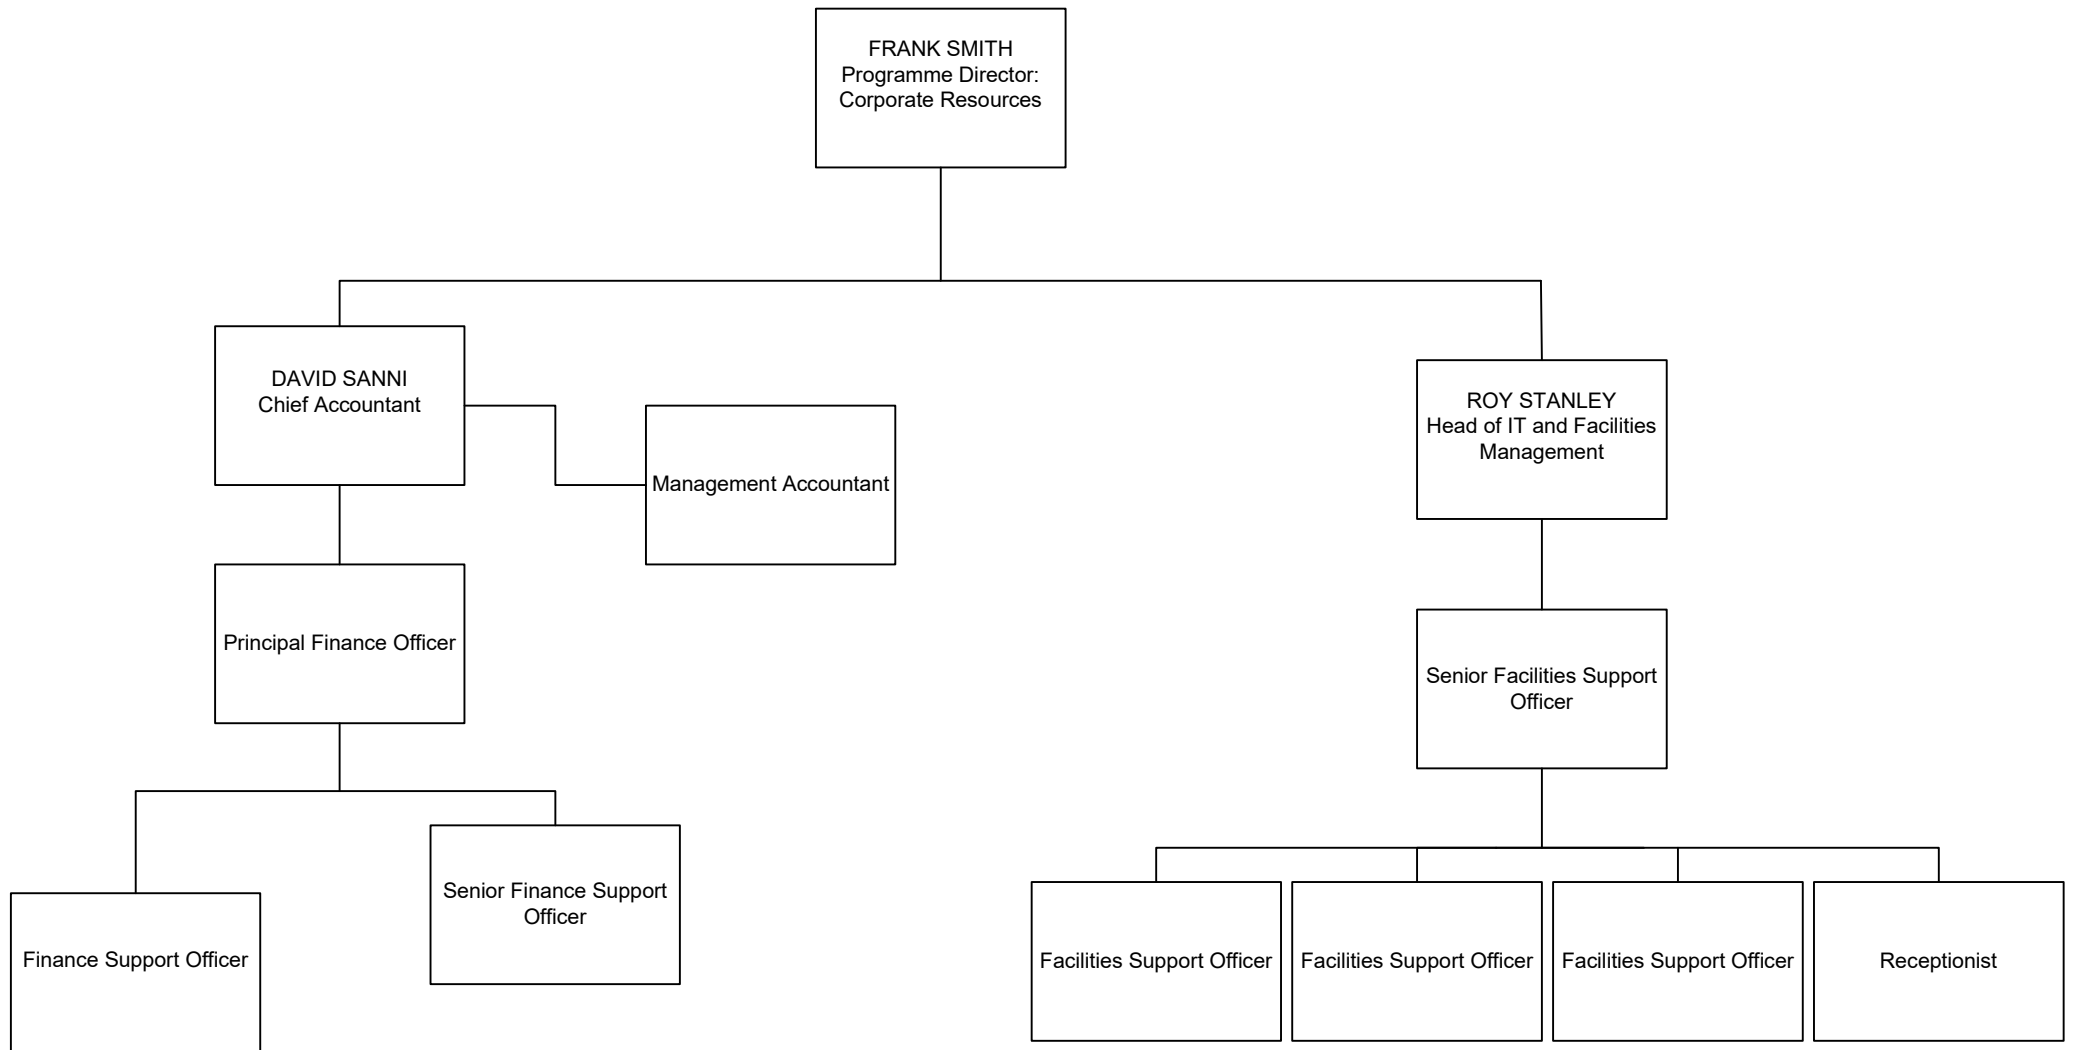 FRANK SMITH
Programme Director:
Corporate Resources
DAVID SANNI
Chief Accountant
Management Accountant
ROY STANLEY
Head of IT and Facilities
Management
Principal Finance Officer
Senior Facilities Support
Officer
Senior Finance Support
Officer
Finance Support Officer
Facilities Support Officer
Facilities Support Officer
Facilities Support Officer
Receptionist